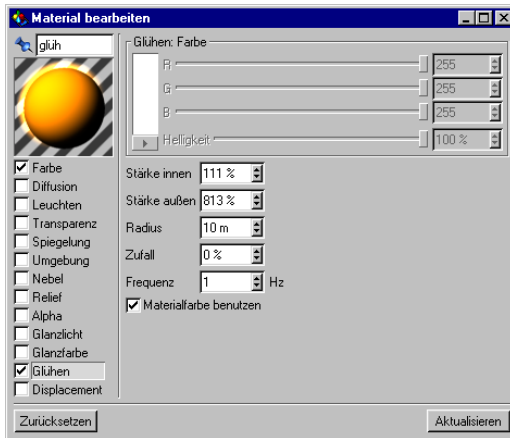 Material bearbeiten
glüh
Glühen: Farbe
R 255
G 255
B 255
Helligkeit 100 %
Farbe
Diffusion
Leuchten
Transparenz
Spiegelung
Umgebung
Nebel
Relief
Alpha
Glanzlicht
Glanzfarbe
Glühen
Displacement
Stärke innen 111 %
Stärke außen 813 %
Radius 10 m
Zufall 0 %
Frequenz 1 Hz
Materialfarbe benutzen
Zurücksetzen
Aktualisieren